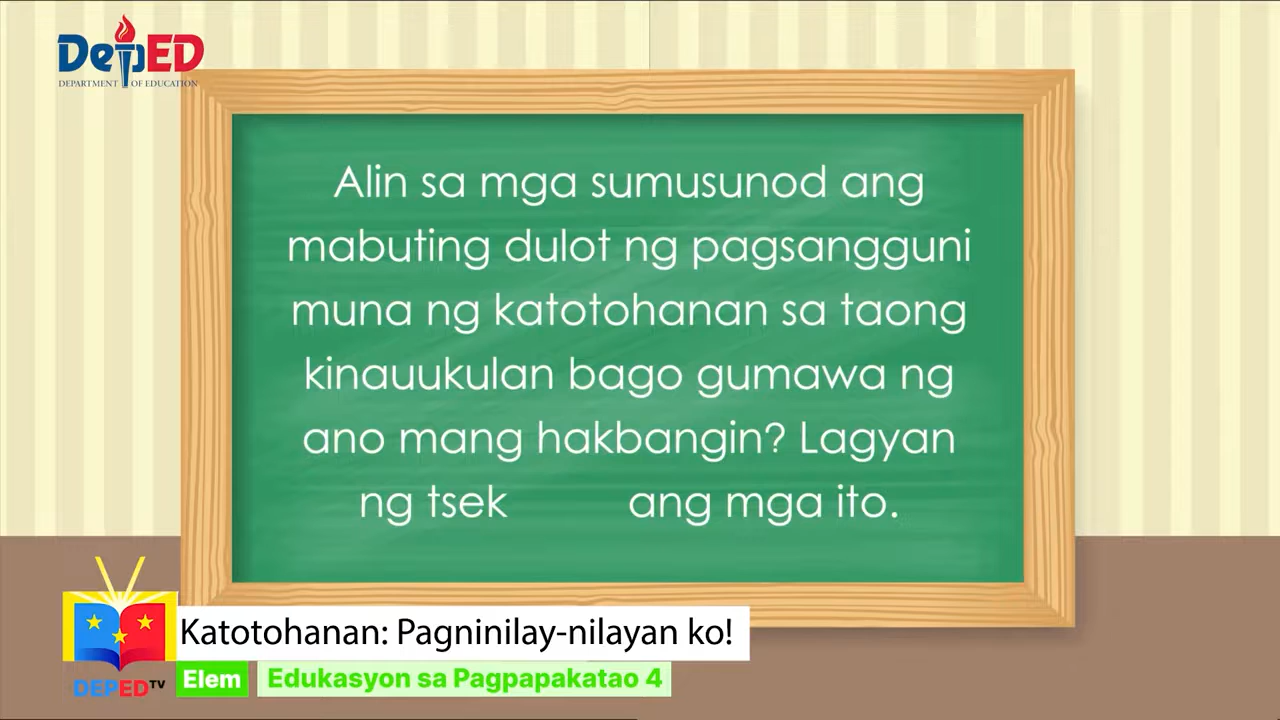 DepED
DEPARTMENT OF EDUCATION
Alin sa mga sumusunod ang
mabuting dulot ng pagsangguni
muna ng katotohanan sa taong
kinauukulan bago gumawa ng
ano mang hakbangin? Lagyan
ng tsek ang mga ito.
Katotohanan: Pagninilay-nilayan ko!
DEPED TV
Elem
Edukasyon sa Pagpapakatao 4